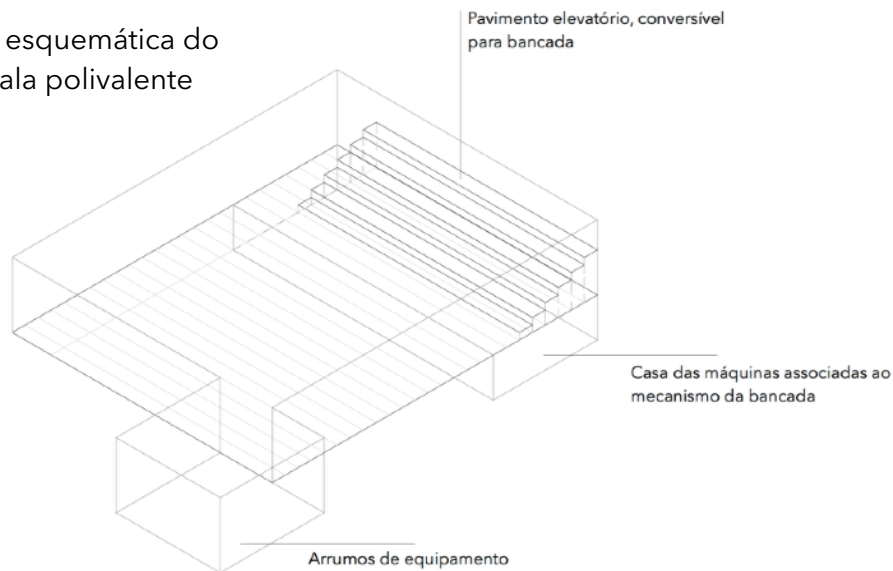 esquemática do
ala polivalente
Pavimento elevatório, conversível
para bancada
Casa das máquinas associadas ao
mecanismo da bancada
Arrumos de equipamento